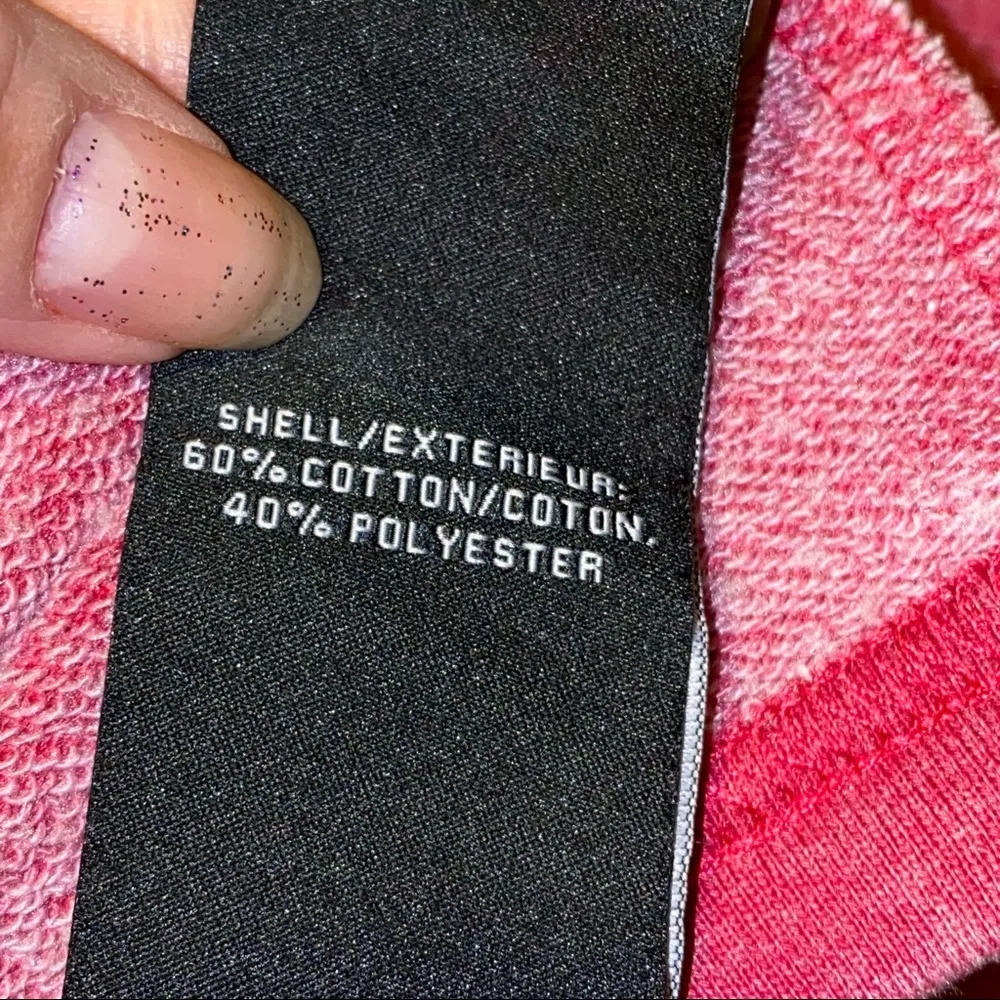 SHELL/EXTERIEUR:
60% COTTON/COTON.
40% POLYESTER